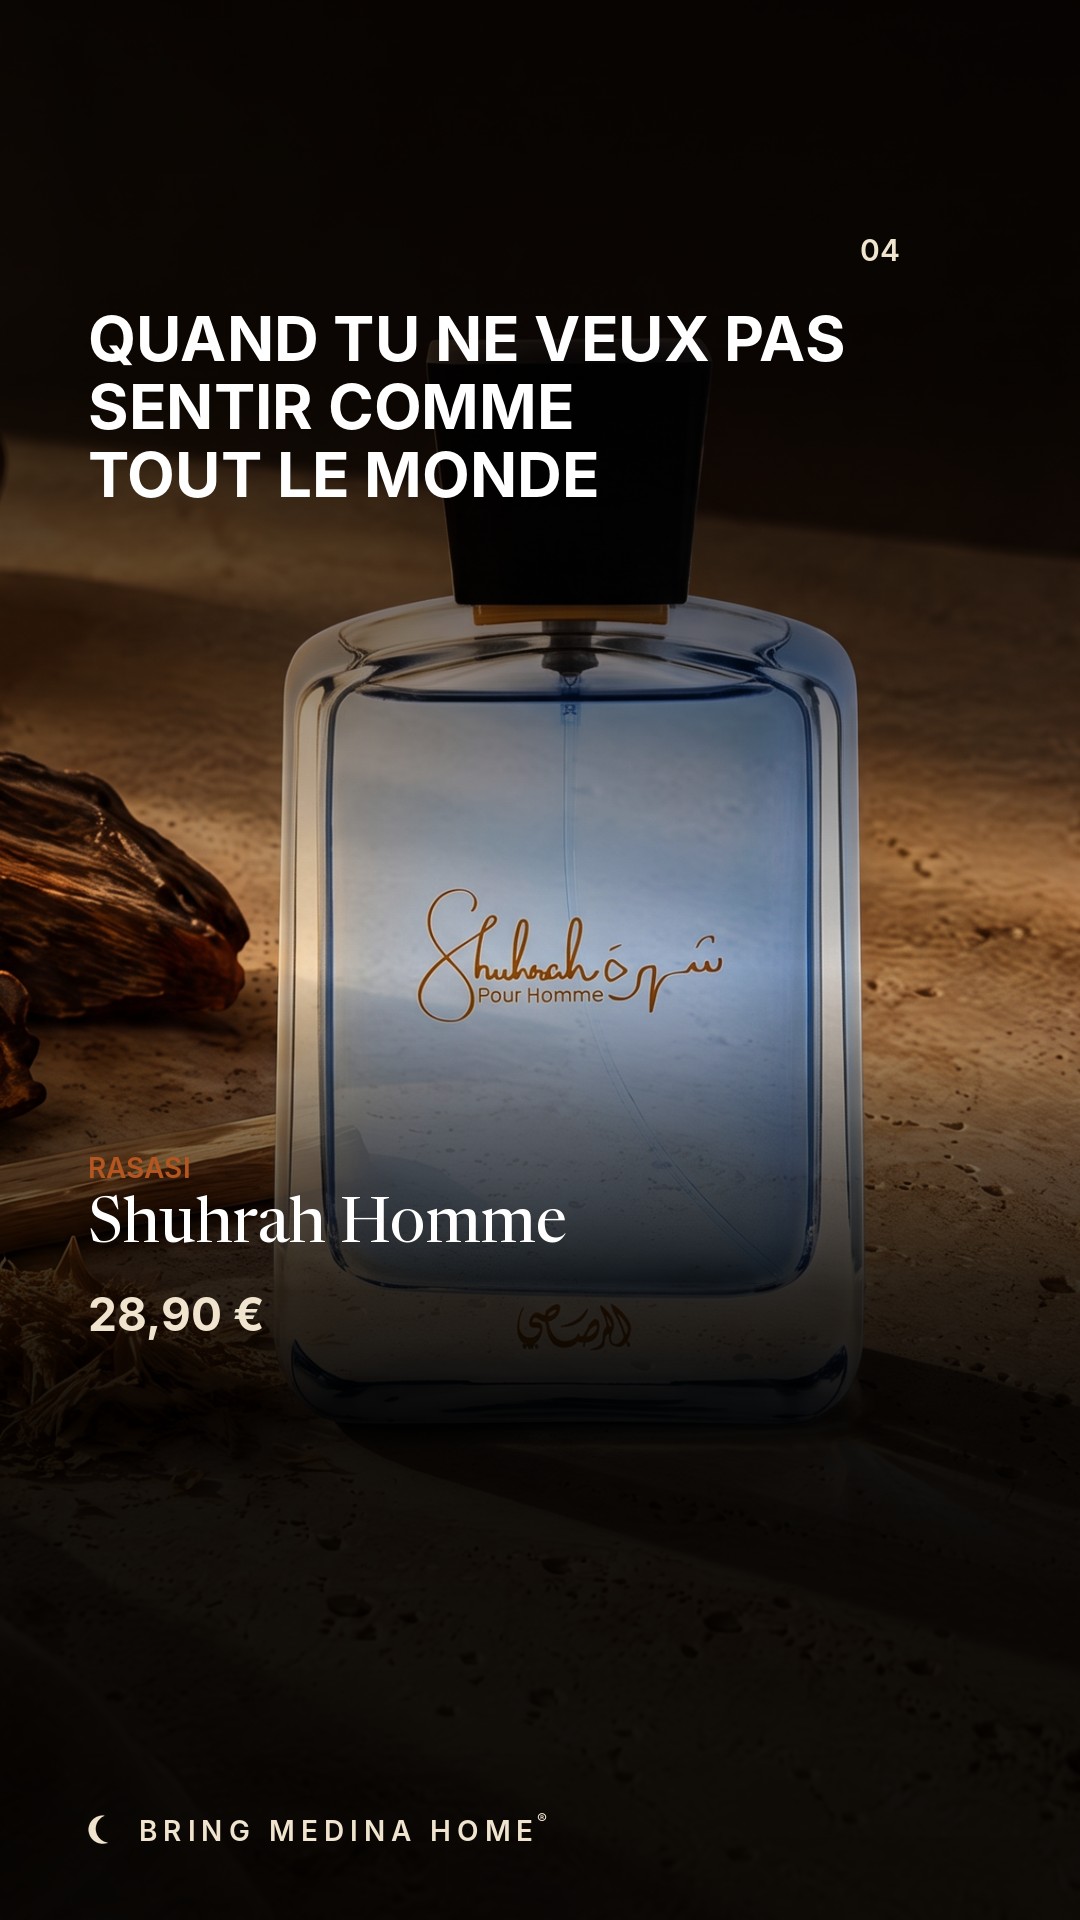 04
QUAND TU NE VEUX PAS
SENTIR COMME
TOUT LE MONDE
Shuhrah شهرة
Pour Homme
RASASI
Shuhrah Homme
28,90 €
الرصاصي
BRING MEDINA HOME®